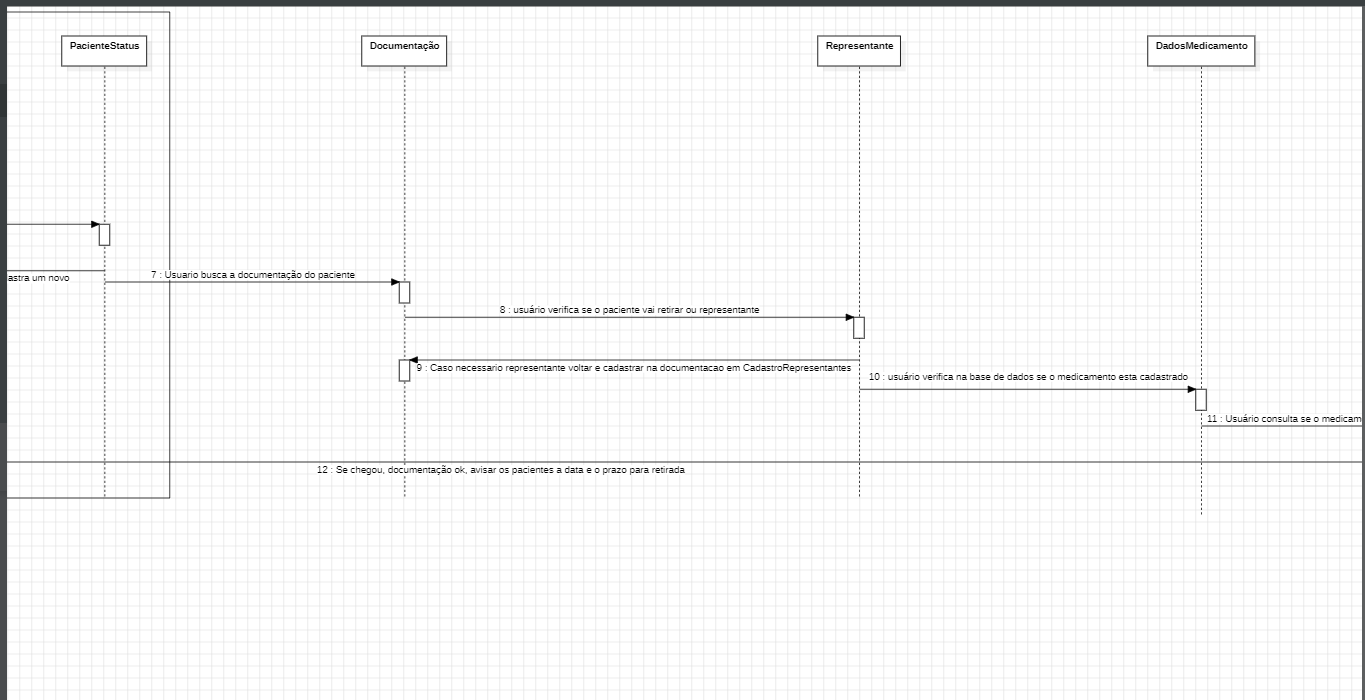 PacienteStatus
Documentação
Representante
DadosMedicamento
astra um novo
7 : Usuario busca a documentação do paciente
8 : usuário verifica se o paciente vai retirar ou representante
9 : Caso necessario representante voltar e cadastrar na documentacao em CadastroRepresentantes
10 : usuário verifica na base de dados se o medicamento esta cadastrado
11 : Usuário consulta se o medicam
12 : Se chegou, documentação ok, avisar os pacientes a data e o prazo para retirada